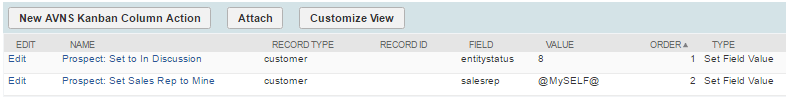 New AVNS Kanban Column Action Attach Customize View
EDIT NAME RECORD TYPE RECORD ID FIELD VALUE ORDER▲ TYPE
Edit Prospect: Set to In Discussion customer entitystatus 8 1 Set Field Value
Edit Prospect: Set Sales Rep to Mine customer salesrep @MySELF@ 2 Set Field Value